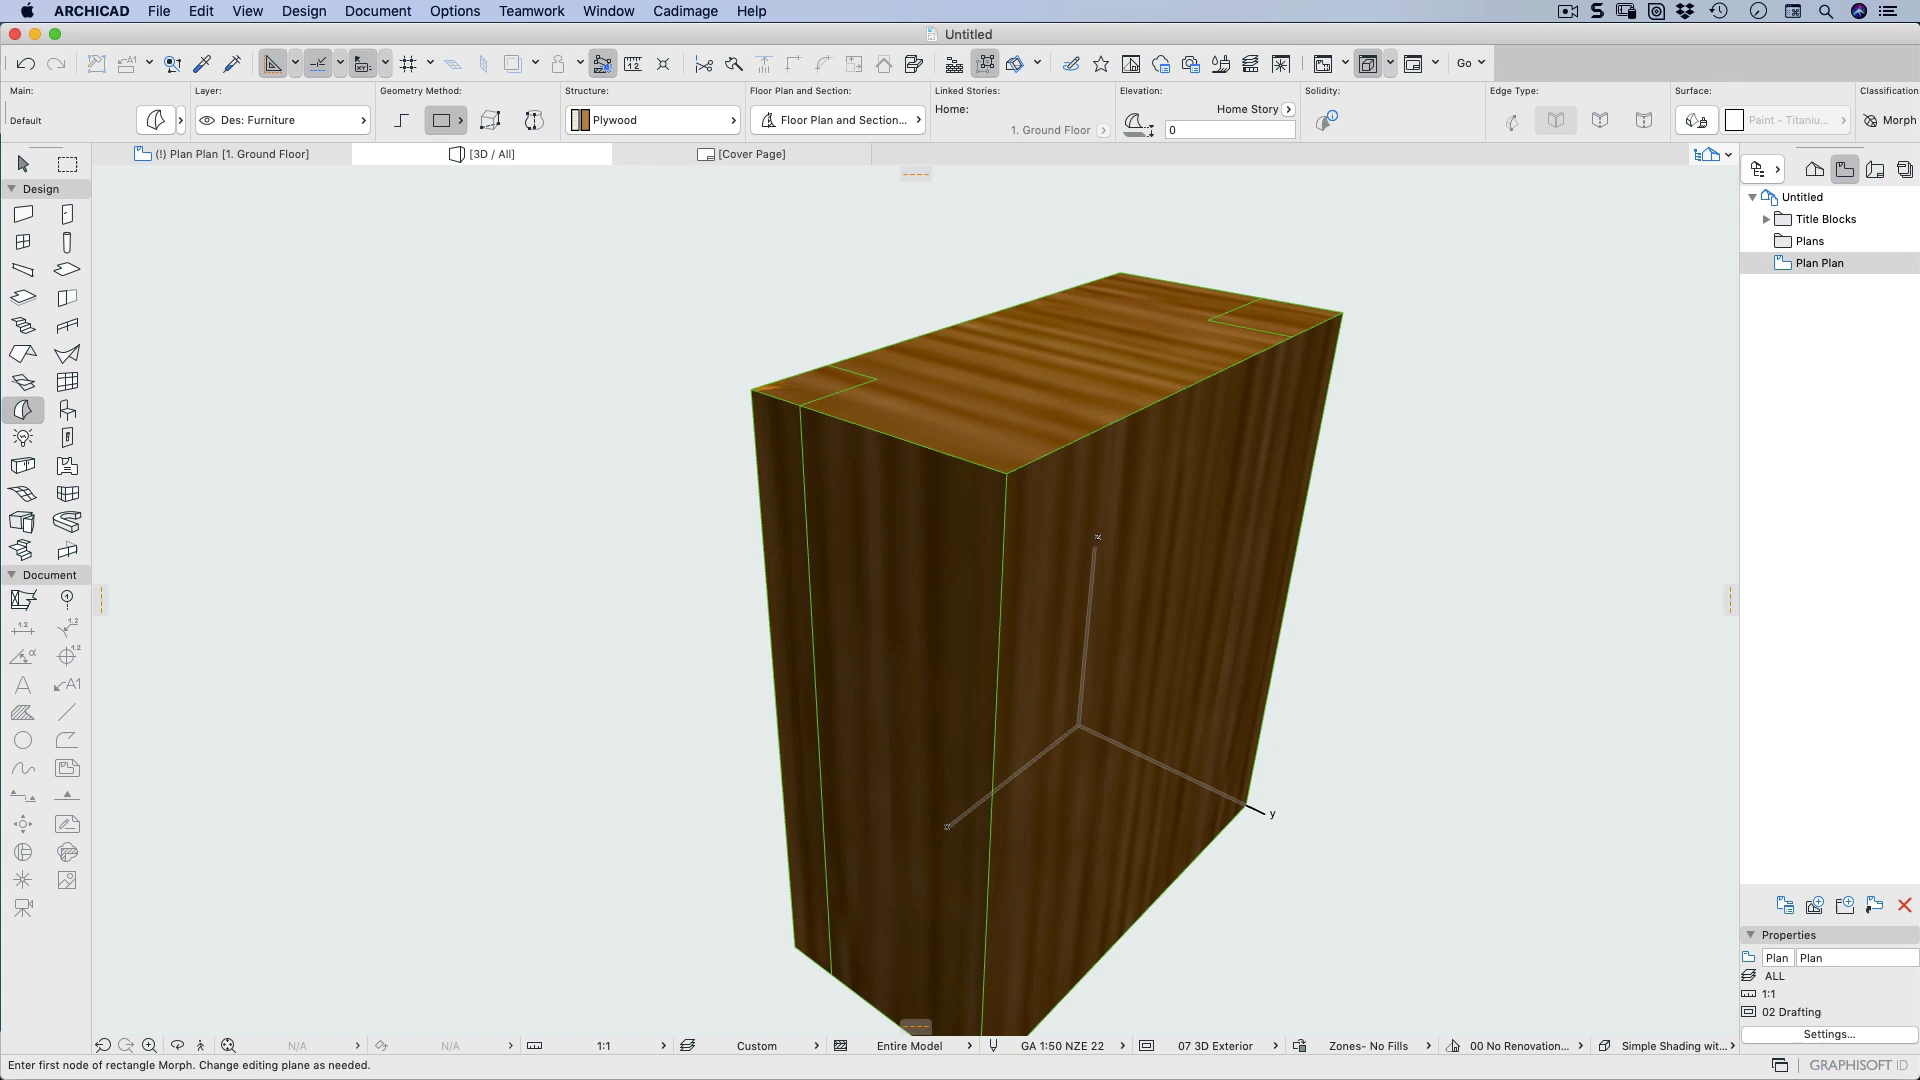 ARCHICAD File Edit View Design Document Options Teamwork Window Cadimage Help
Untitled
Go
Main: Layer: Geometry Method: Structure: Floor Plan and Section: Linked Stories: Elevation: Solidity: Edge Type: Surface: Classification
Default Des: Furniture Plywood Floor Plan and Section... Home: 1. Ground Floor Home Story 0 Paint - Titaniu... Morph
(!) Plan Plan [1. Ground Floor] [3D / All] [Cover Page]
Design
Document
Untitled
Title Blocks
Plans
Plan Plan
x
y
Properties
Plan Plan
ALL
1:1
02 Drafting
Settings...
N/A N/A 1:1 Custom Entire Model GA 1:50 NZE 22 07 3D Exterior Zones- No Fills 00 No Renovation... Simple Shading wit...
Enter first node of rectangle Morph. Change editing plane as needed.
GRAPHISOFT ID